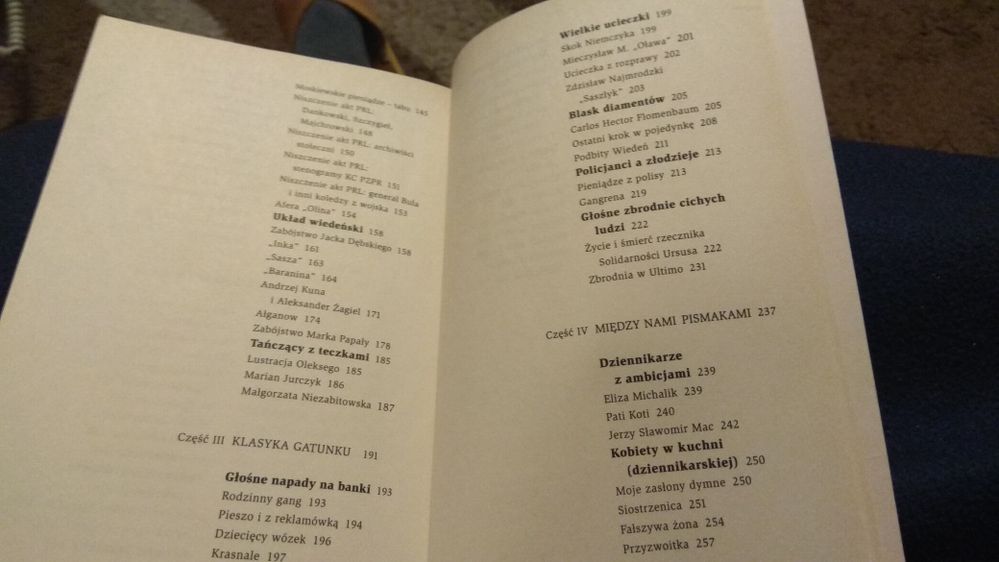 Moskiewskie pieniądze – tabu 145
Niszczenie akt PRL:
Dankowski, Szczygieł,
Majchrowski 148
Niszczenie akt PRL: archiwiści
stołeczni 150
Niszczenie akt PRL:
stenogramy KC PZPR 151
Niszczenie akt PRL: generał Buła
i inni koledzy z wojska 153
Afera „Olina” 154
Układ wiedeński 158
Zabójstwo Jacka Dębskiego 158
„Inka” 161
„Sasza” 163
„Baranina” 164
Andrzej Kuna
i Aleksander Żagiel 171
Ałganow 174
Zabójstwo Marka Papały 178
Tańczący z teczkami 185
Lustracja Oleksego 185
Marian Jurczyk 186
Małgorzata Niezabitowska 187
Część III KLASYKA GATUNKU 191
Głośne napady na banki 193
Rodzinny gang 193
Pieszo i z reklamówką 194
Dziecięcy wózek 196
Krasnale 197
Wielkie ucieczki 199
Skok Niemczyka 199
Mieczysław M. „Oława” 201
Ucieczka z rozprawy 202
Zdzisław Najmrodzki
„Saszłyk” 203
Blask diamentów 205
Carlos Hector Flomenbaum 205
Ostatni krok w pojedynkę 208
Podbity Wiedeń 211
Policjanci a złodzieje 213
Pieniądze z polisy 213
Gangrena 219
Głośne zbrodnie cichych
ludzi 222
Życie i śmierć rzecznika
Solidarności Ursusa 222
Zbrodnia w Ultimo 231
Część IV MIĘDZY NAMI PISMAKAMI 237
Dziennikarze
z ambicjami 239
Eliza Michalik 239
Pati Koti 240
Jerzy Sławomir Mac 242
Kobiety w kuchni
(dziennikarskiej) 250
Moje zasłony dymne 250
Siostrzenica 251
Fałszywa żona 254
Przyzwoitka 257